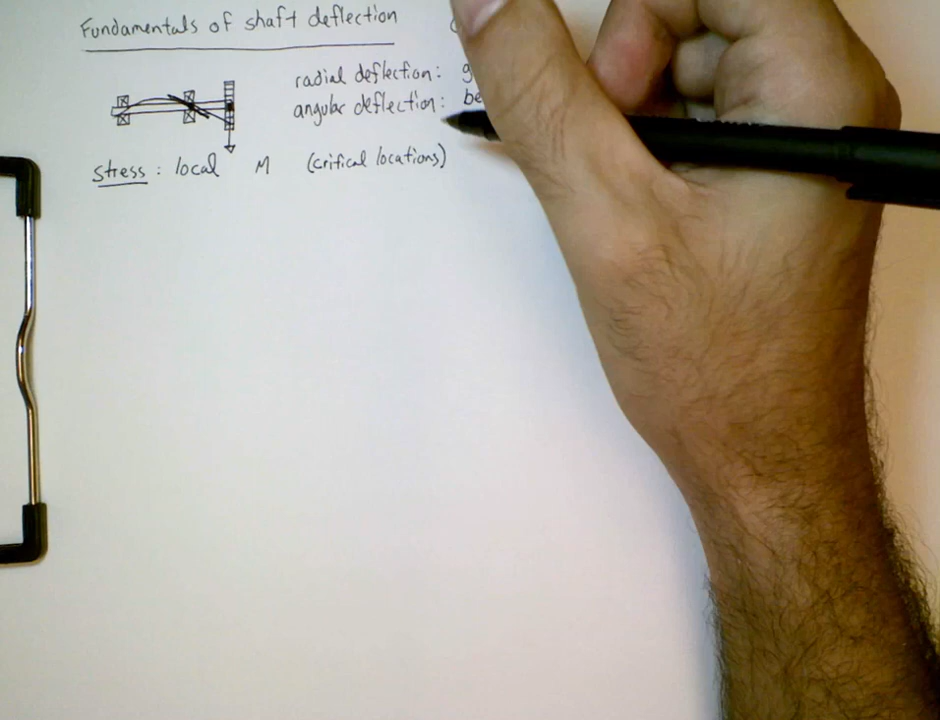 Fundamentals of shaft deflection
radial deflection:
angular deflection:
stress: local M (critical locations)